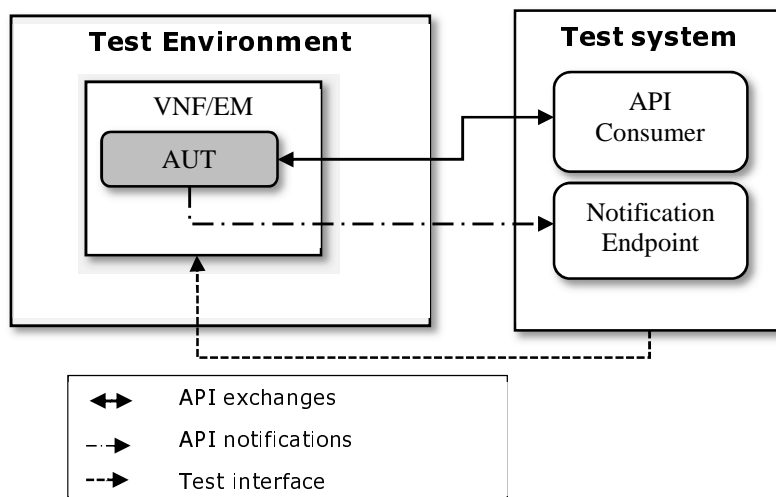 Test Environment
VNF/EM
AUT
Test system
API
Consumer
Notification
Endpoint
API exchanges
API notifications
Test interface